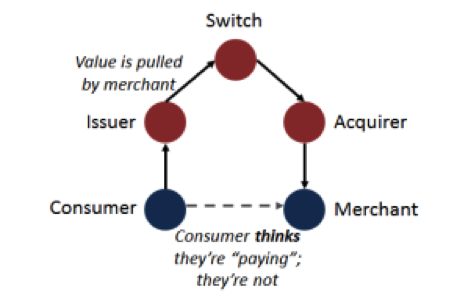 Switch
Value is pulled
by merchant
Issuer
Acquirer
Consumer
Merchant
Consumer thinks
they're "paying";
they're not